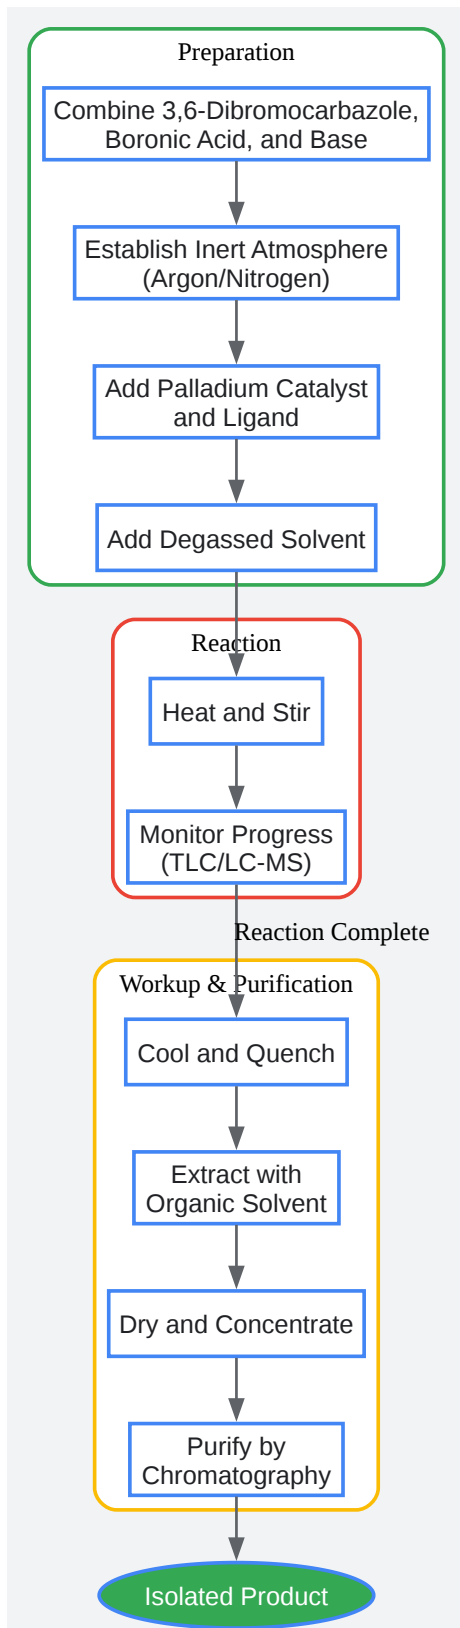 Preparation
Combine 3,6-Dibromocarbazole,
Boronic Acid, and Base
Establish Inert Atmosphere
(Argon/Nitrogen)
Add Palladium Catalyst
and Ligand
Add Degassed Solvent
Reaction
Heat and Stir
Monitor Progress
(TLC/LC-MS)
Reaction Complete
Workup & Purification
Cool and Quench
Extract with
Organic Solvent
Dry and Concentrate
Purify by
Chromatography
Isolated Product